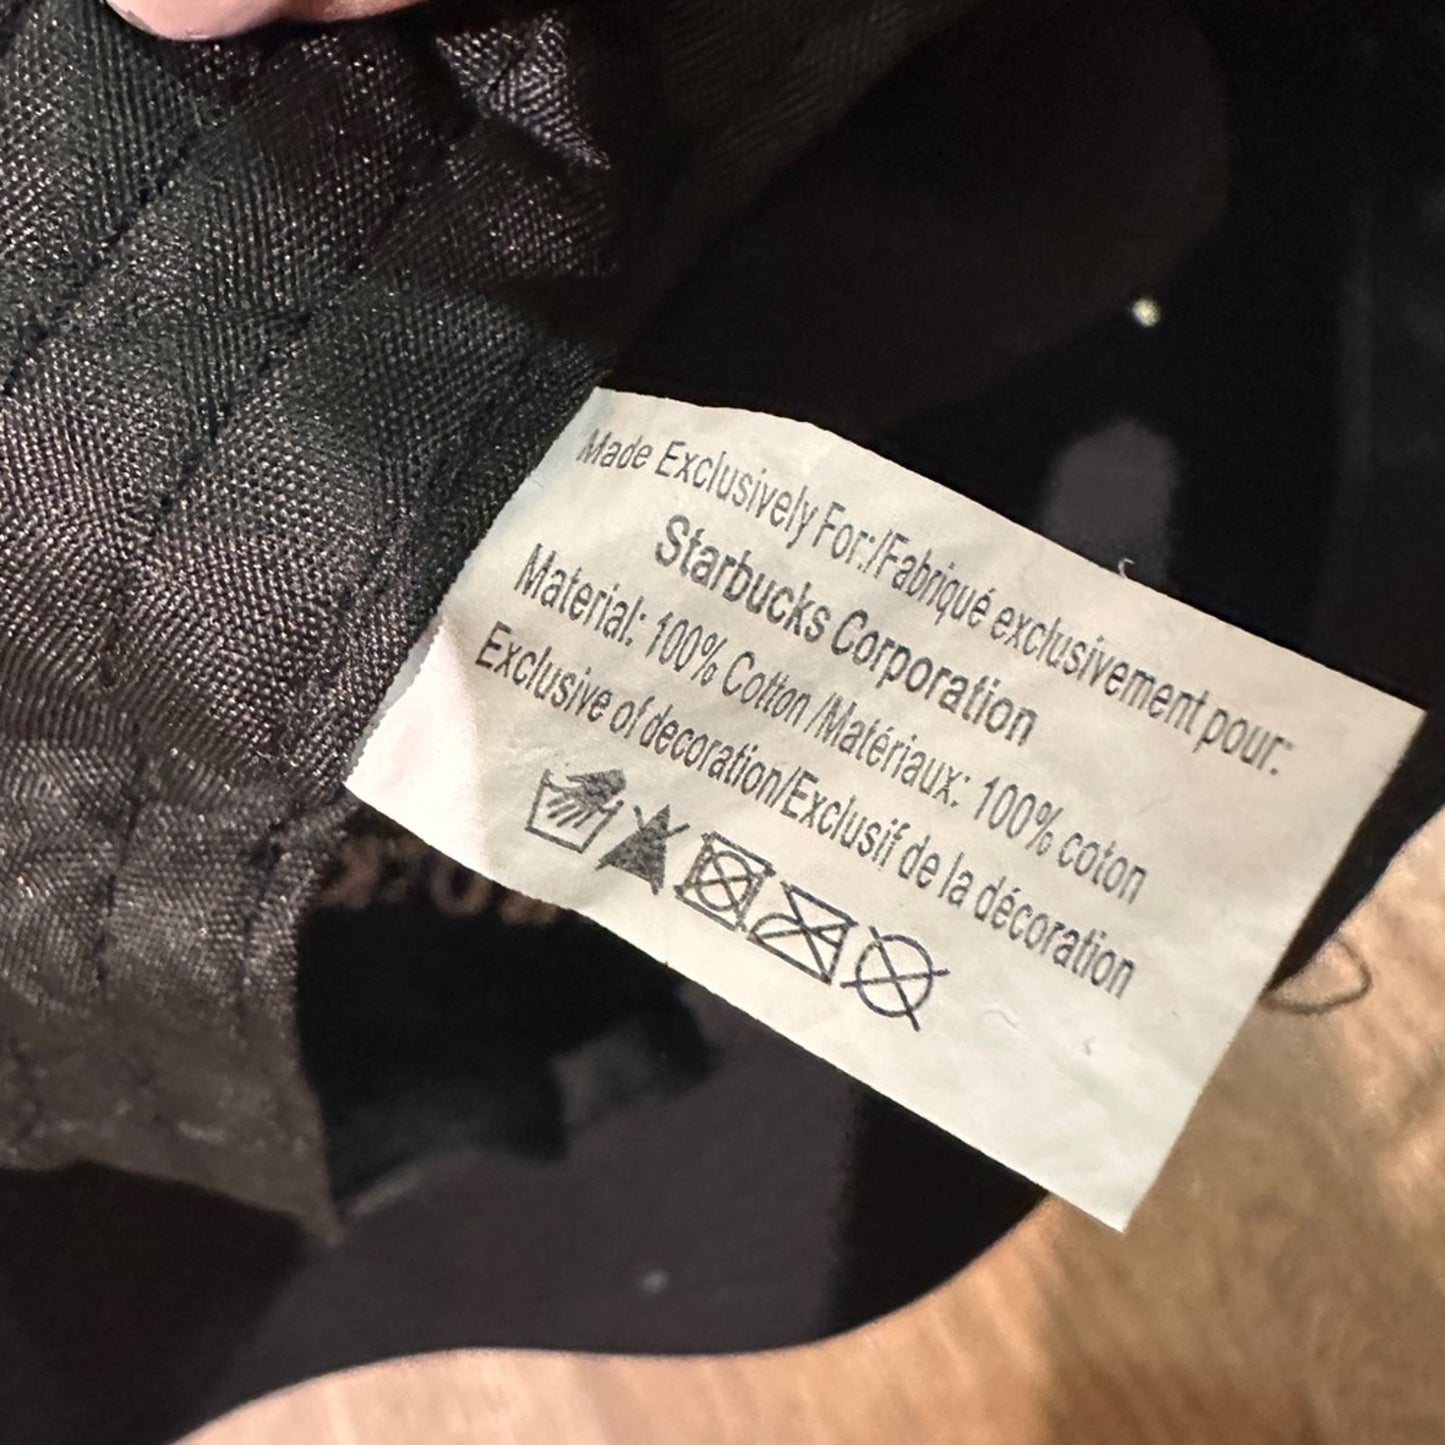 Made Exclusively For:/Fabriqué exclusivement pour:
Starbucks Corporation
Material: 100% Cotton /Matériaux: 100% coton
Exclusive of decoration/Exclusif de la décoration